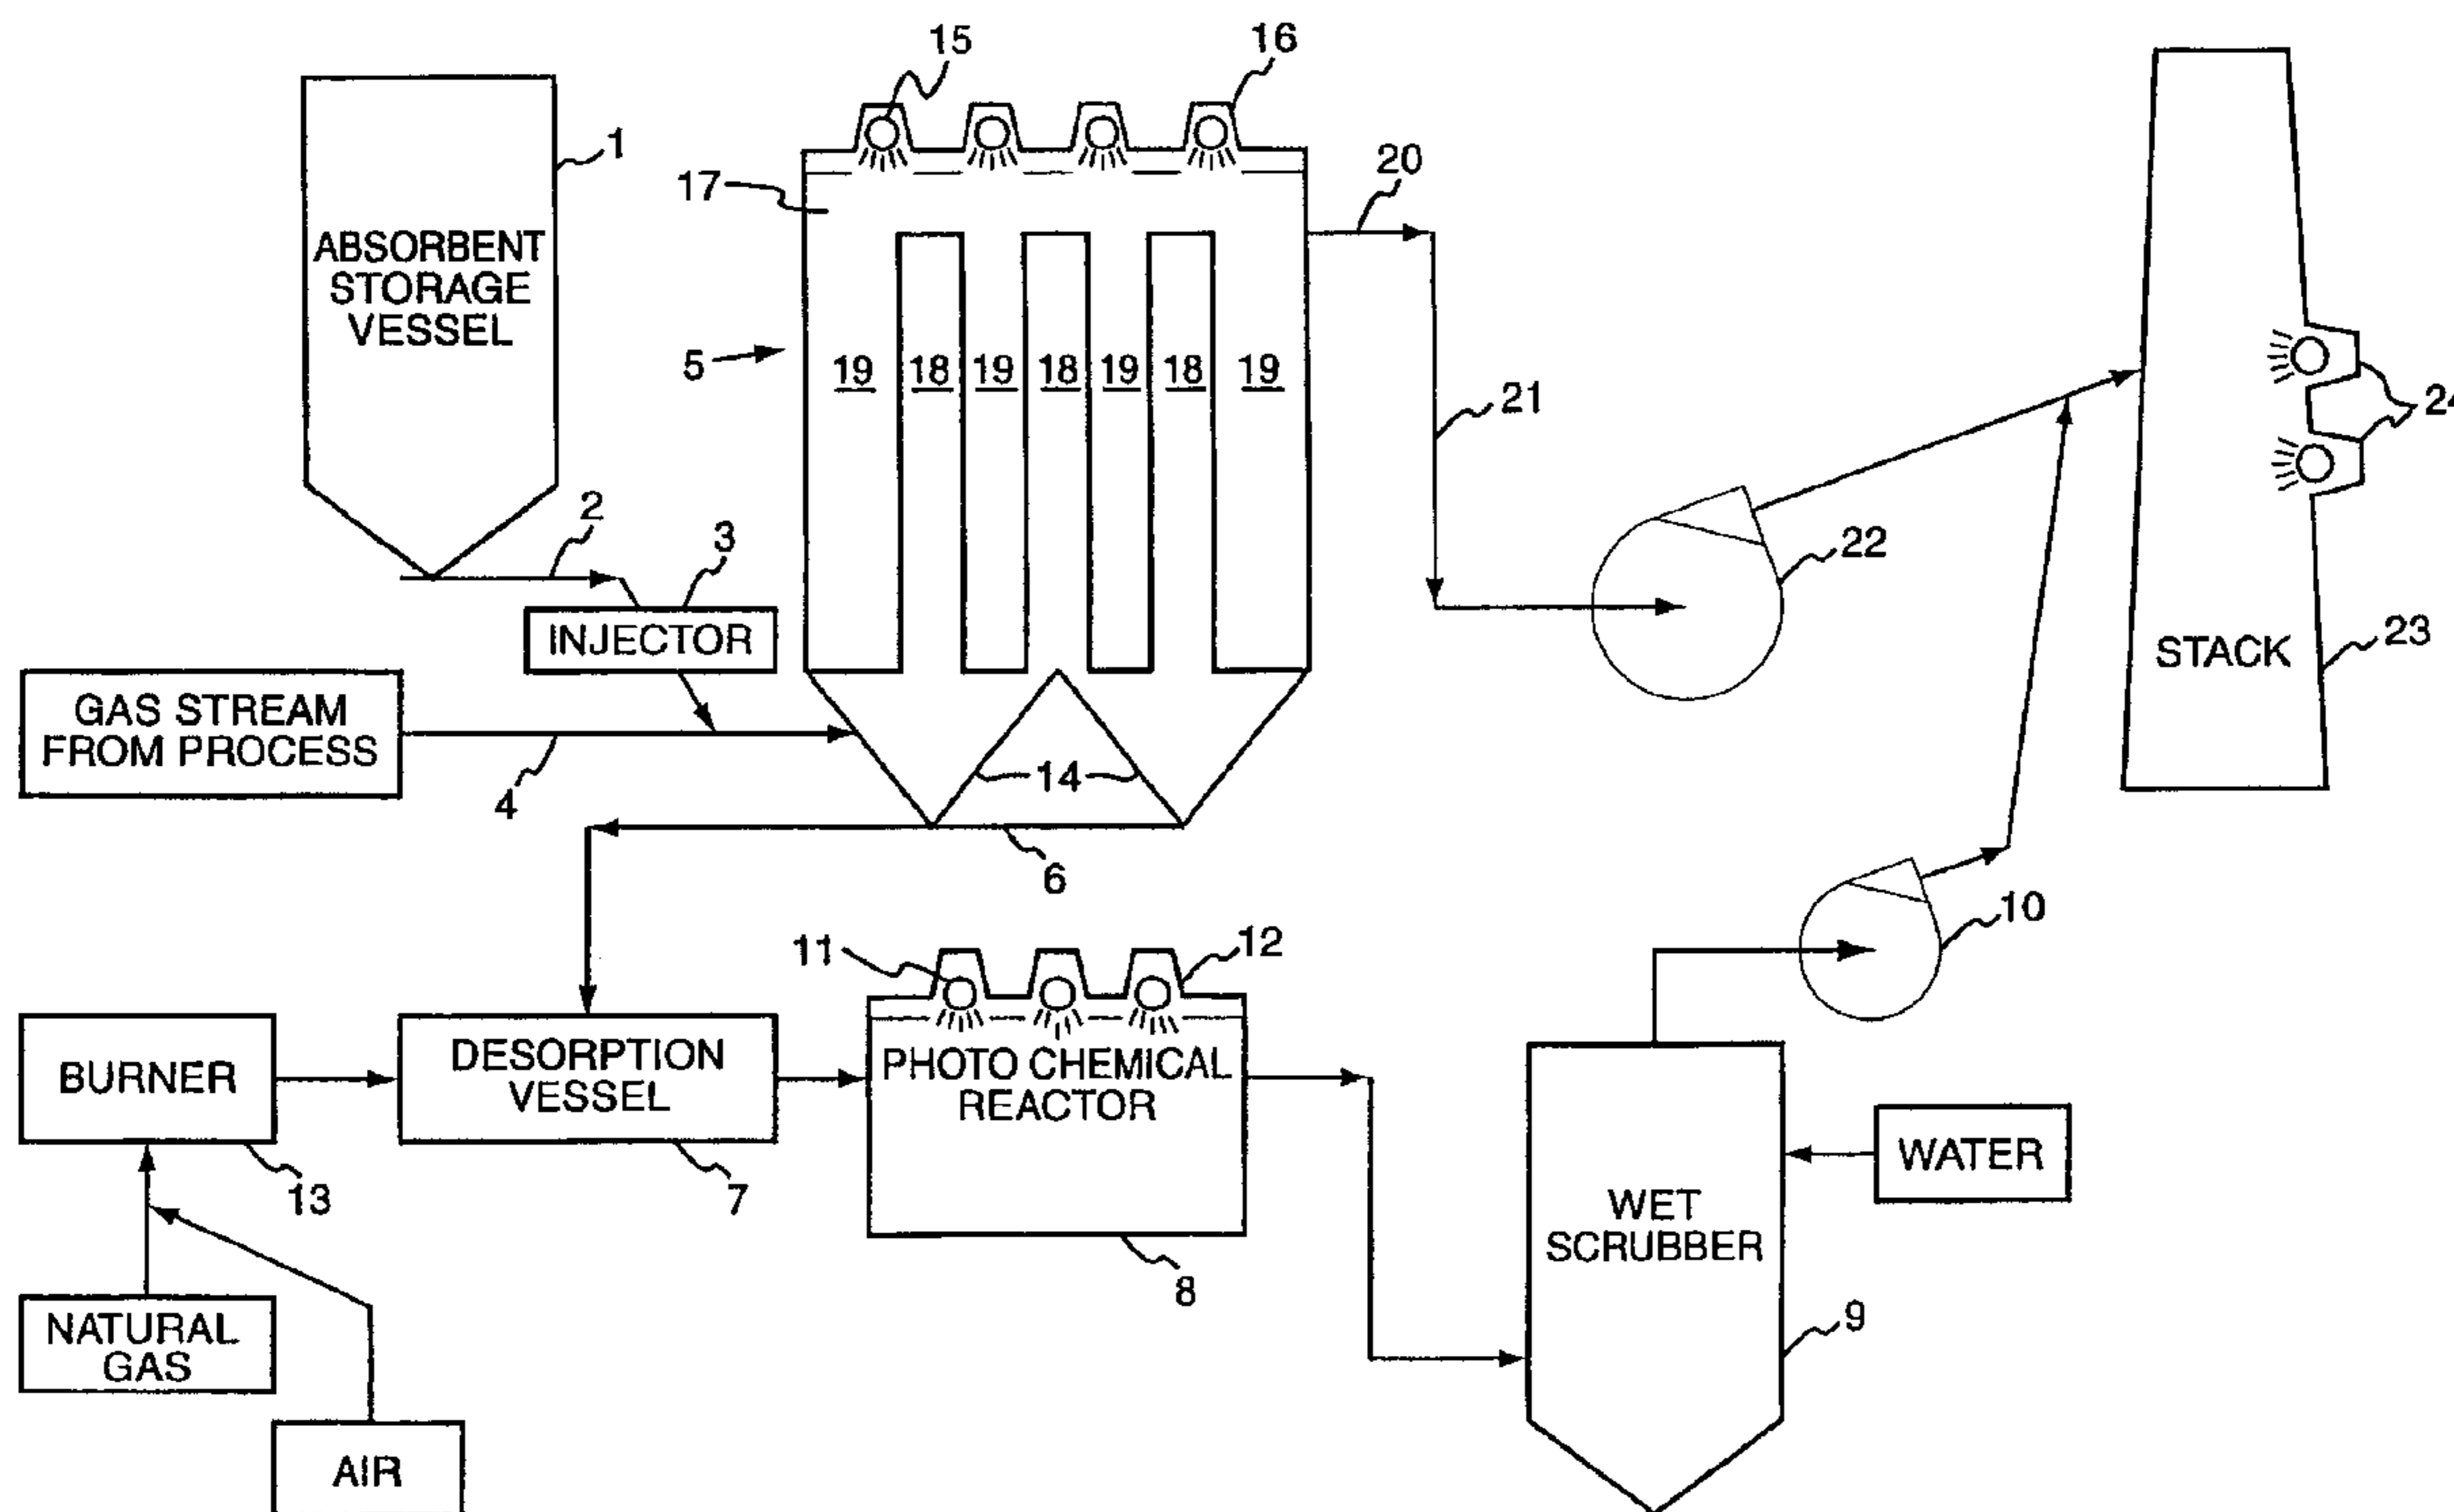 15
16
1
ABSORBENT
STORAGE
VESSEL
17
20
5
19 18 19 18 19 18 19
21
24
2
3
INJECTOR
22
STACK
23
GAS STREAM
FROM PROCESS
4
14
6
10
11
12
BURNER
DESORPTION
VESSEL
PHOTO CHEMICAL
REACTOR
WATER
13
7
WET
SCRUBBER
8
9
NATURAL
GAS
AIR